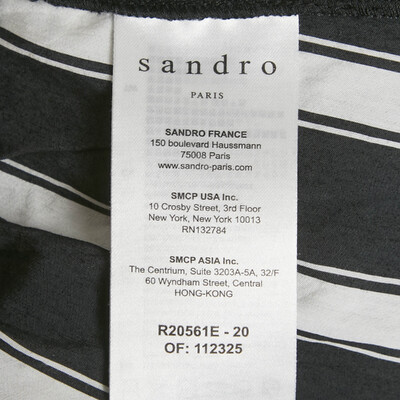 sandro
PARIS
SANDRO FRANCE
150 boulevard Haussmann
75008 Paris
www.sandro-paris.com
SMCP USA Inc.
10 Crosby Street, 3rd Floor
New York, New York 10013
RN132784
SMCP ASIA Inc.
The Centrium, Suite 3203A-5A, 32/F
60 Wyndham Street, Central
HONG-KONG
R20561E - 20
OF: 112325